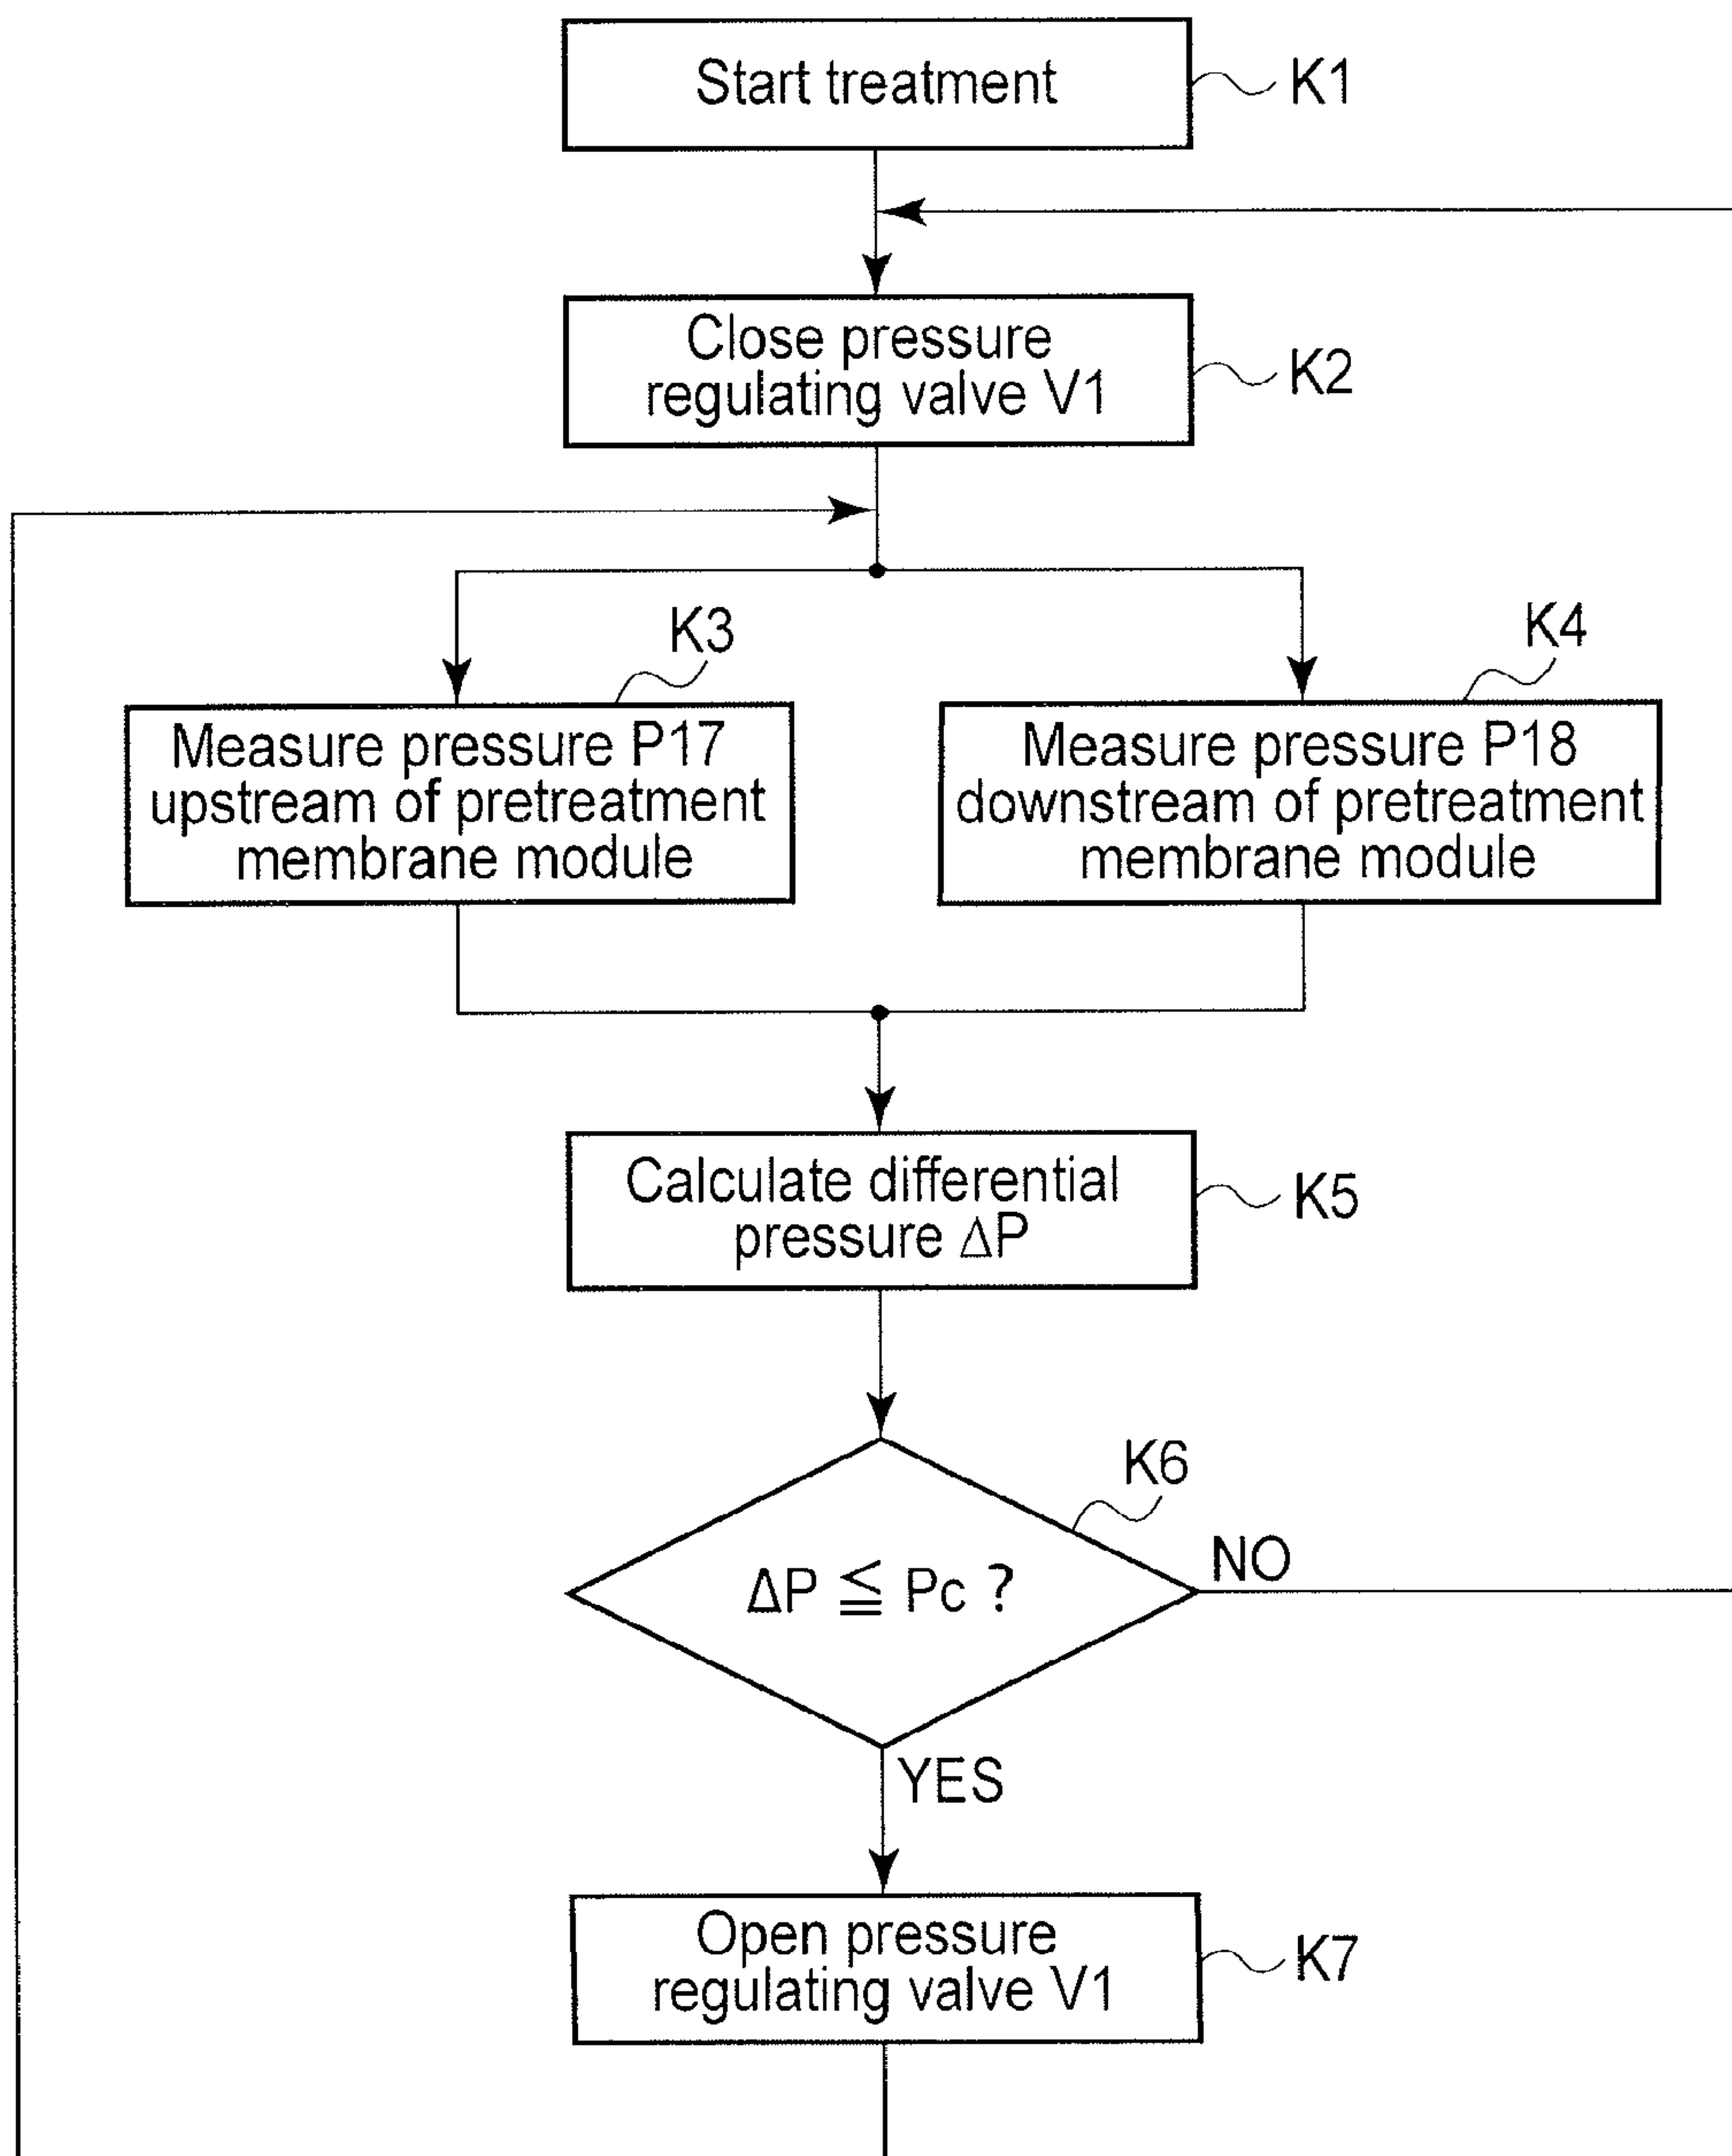 Start treatment
K1
Close pressure
regulating valve V1
K2
K3
K4
Measure pressure P17
upstream of pretreatment
membrane module
Measure pressure P18
downstream of pretreatment
membrane module
Calculate differential
pressure ΔP
K5
K6
ΔP ≦ Pc ?
NO
YES
Open pressure
regulating valve V1
K7